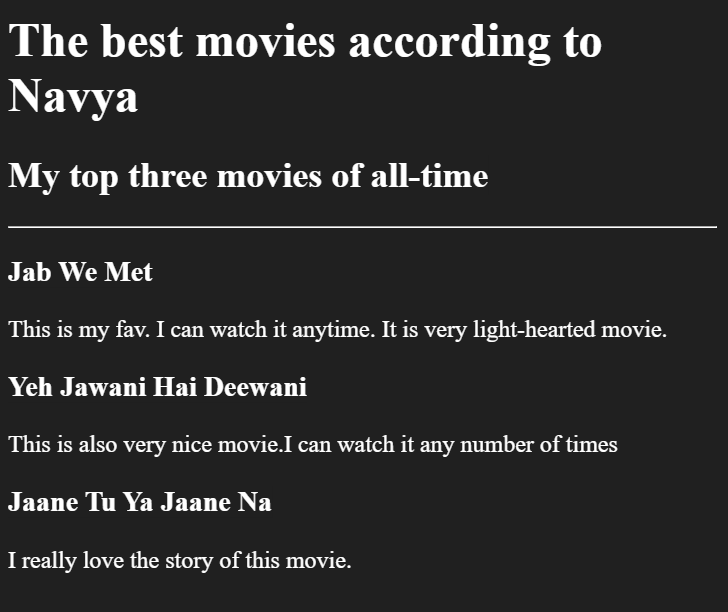 The best movies according to
Navya
My top three movies of all-time
Jab We Met
This is my fav. I can watch it anytime. It is very light-hearted movie.
Yeh Jawani Hai Deewani
This is also very nice movie.I can watch it any number of times
Jaane Tu Ya Jaane Na
I really love the story of this movie.